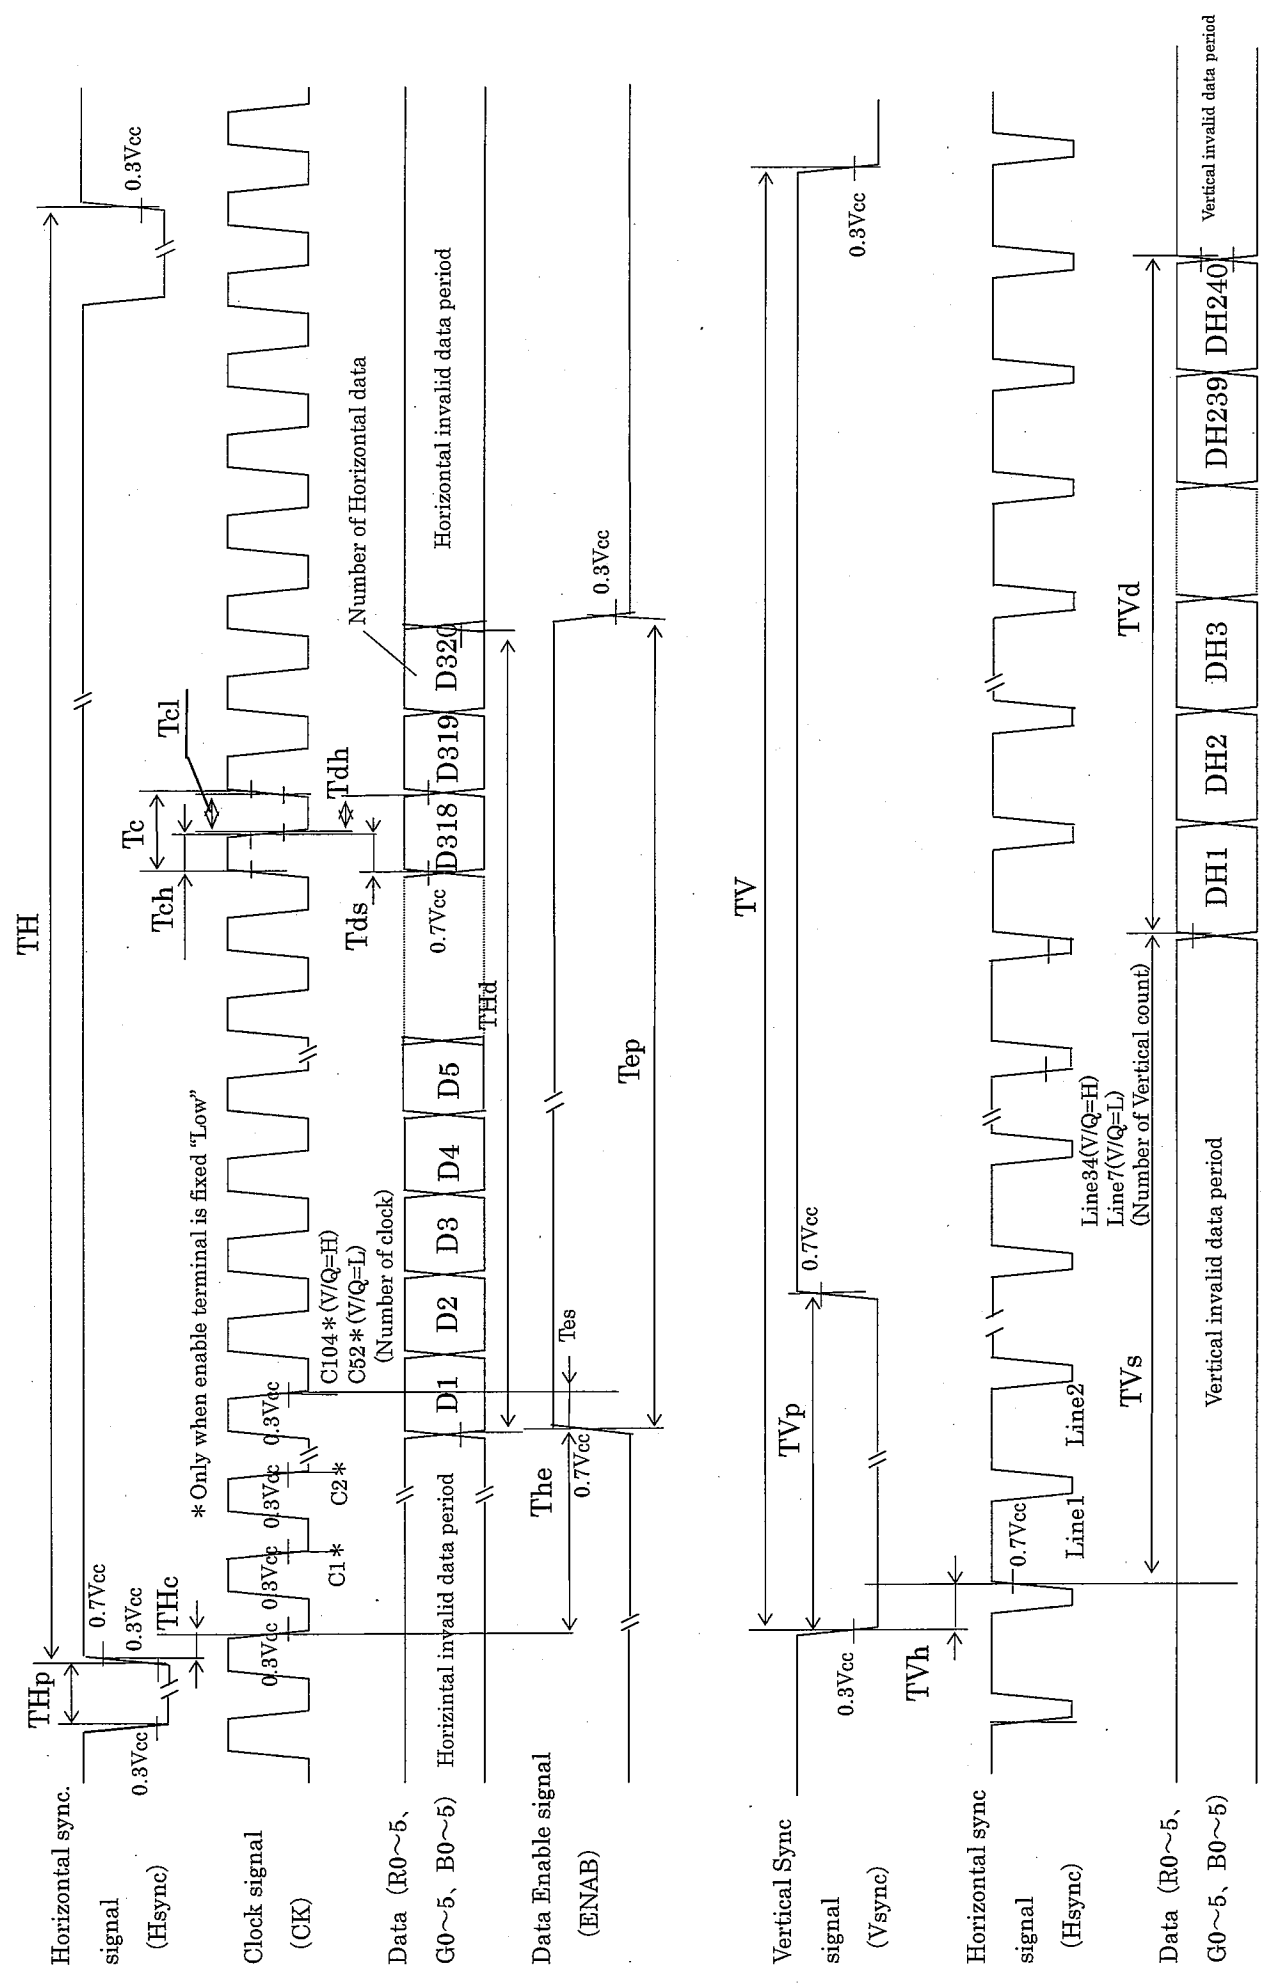 TH
THp
0.3Vcc
0.7Vcc
0.3Vcc
THc
0.3Vcc
Horizontal sync.
signal
(Hsync)
*Only when enable terminal is fixed “Low”
Tch
Tc
Tcl
Clock signal
(CK)
0.3Vcc
0.3Vcc
0.3Vcc
0.3Vcc
C1*
C2*
C104*(V/Q=H)
C52*(V/Q=L)
(Number of clock)
Tds
Tdh
Number of Horizontal data
Data (R0~5、
G0~5、B0~5)
Horizintal invalid data period
D1
D2
D3
D4
D5
0.7Vcc
D318
D319
D320
Horizontal invalid data period
THd
Data Enable signal
(ENAB)
The
0.7Vcc
Tes
Tep
0.3Vcc
TV
Vertical Sync
signal
(Vsync)
0.3Vcc
TVp
0.7Vcc
0.3Vcc
TVh
Horizontal sync
signal
(Hsync)
0.7Vcc
Line1
Line2
Line34(V/Q=H)
Line7(V/Q=L)
(Number of Vertical count)
TVs
TVd
Data (R0~5、
G0~5、B0~5)
Vertical invalid data period
DH1
DH2
DH3
DH239
DH240
Vertical invalid data period